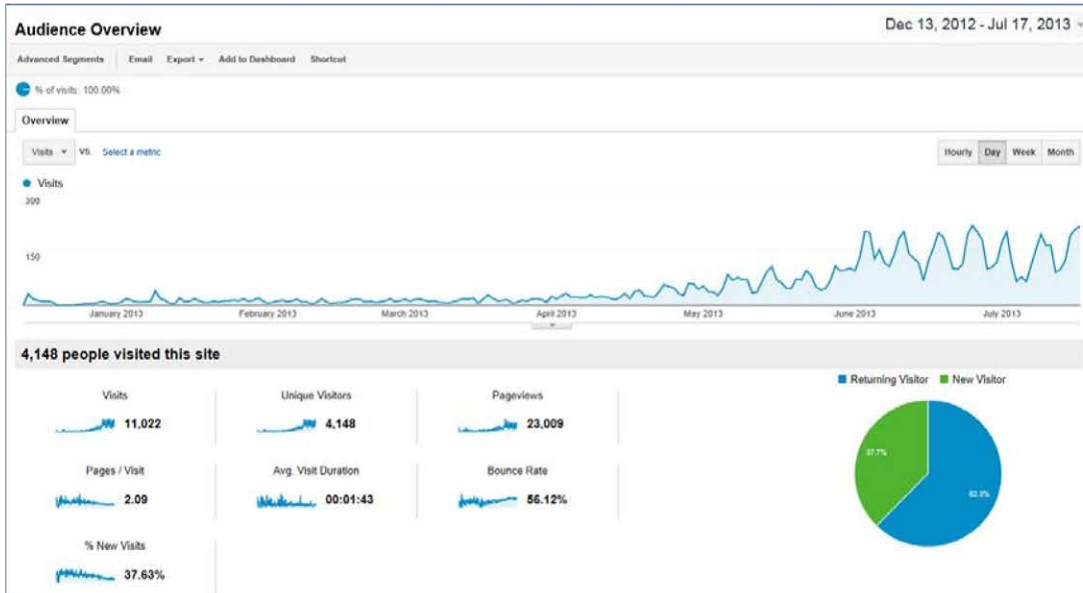 Audience Overview
Dec 13, 2012 - Jul 17, 2013
Advanced Segments Email Export Add to Dashboard Shortcut
% of visits: 100.00%
Overview
Visits VS. Select a metric
Hourly Day Week Month
Visits
300
150
January 2013 February 2013 March 2013 April 2013 May 2013 June 2013 July 2013
4,148 people visited this site
Returning Visitor New Visitor
Visits Unique Visitors Pageviews
11,022 4,148 23,009
37.7%
62.3%
Pages / Visit Avg. Visit Duration Bounce Rate
2.09 00:01:43 56.12%
% New Visits
37.63%